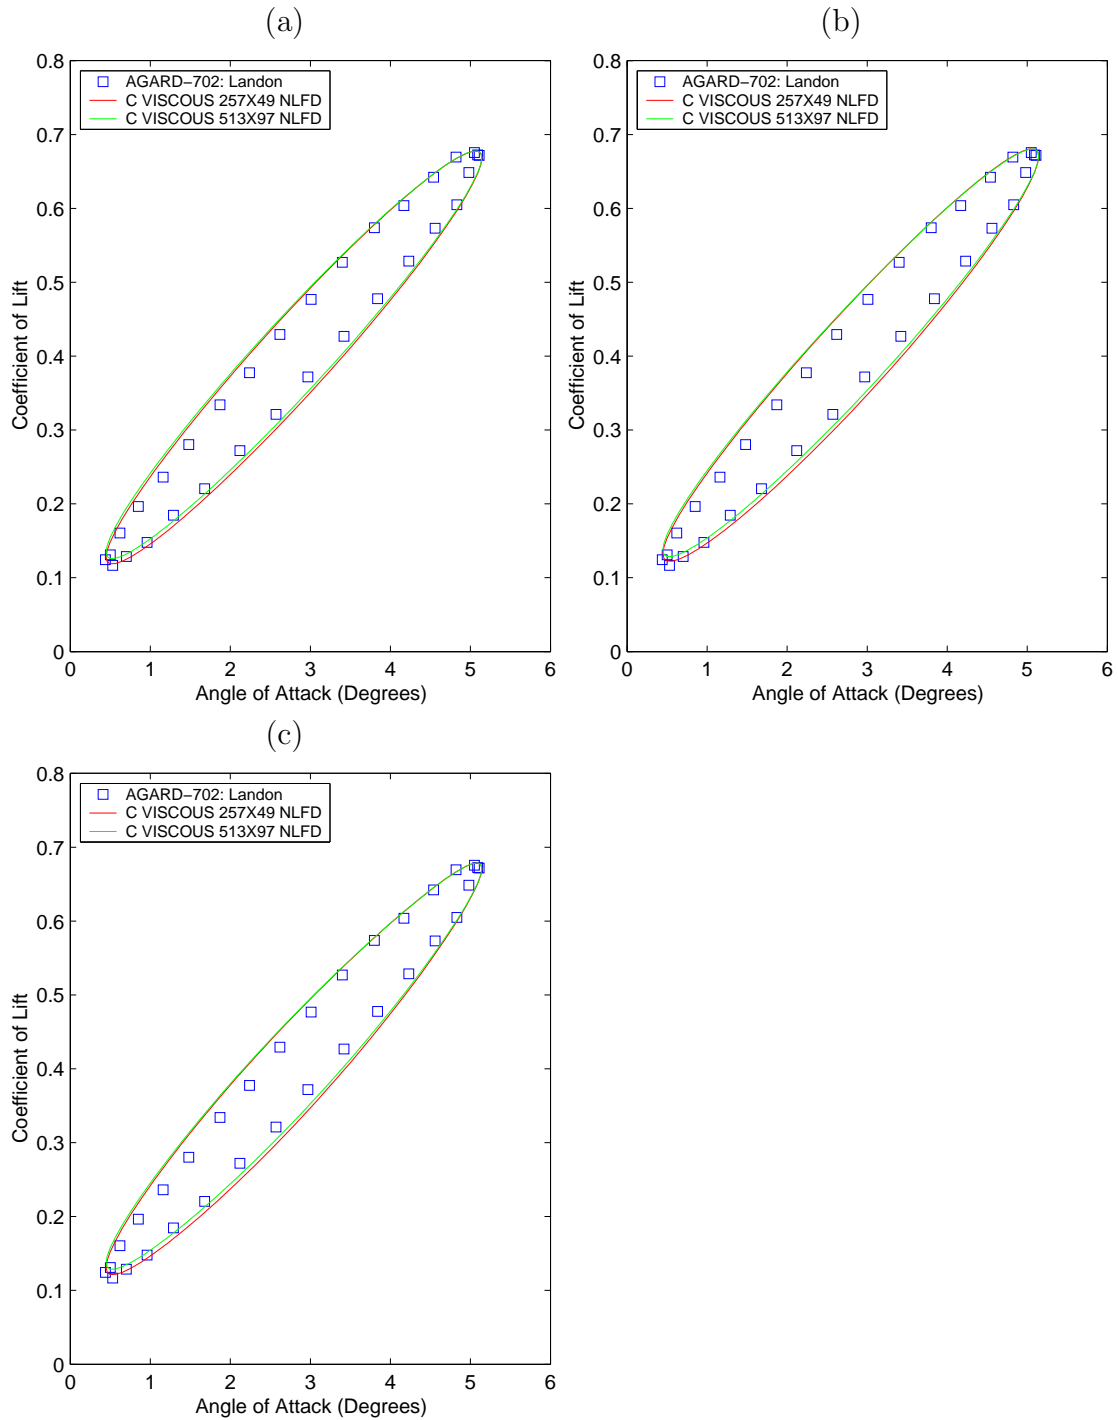 (a)
AGARD−702: Landon
C VISCOUS 257X49 NLFD
C VISCOUS 513X97 NLFD
0.8
0.7
0.6
0.5
0.4
0.3
0.2
0.1
0
Coefficient of Lift
0 1 2 3 4 5 6
Angle of Attack (Degrees)
(b)
AGARD−702: Landon
C VISCOUS 257X49 NLFD
C VISCOUS 513X97 NLFD
0.8
0.7
0.6
0.5
0.4
0.3
0.2
0.1
0
Coefficient of Lift
0 1 2 3 4 5 6
Angle of Attack (Degrees)
(c)
AGARD−702: Landon
C VISCOUS 257X49 NLFD
C VISCOUS 513X97 NLFD
0.8
0.7
0.6
0.5
0.4
0.3
0.2
0.1
0
Coefficient of Lift
0 1 2 3 4 5 6
Angle of Attack (Degrees)